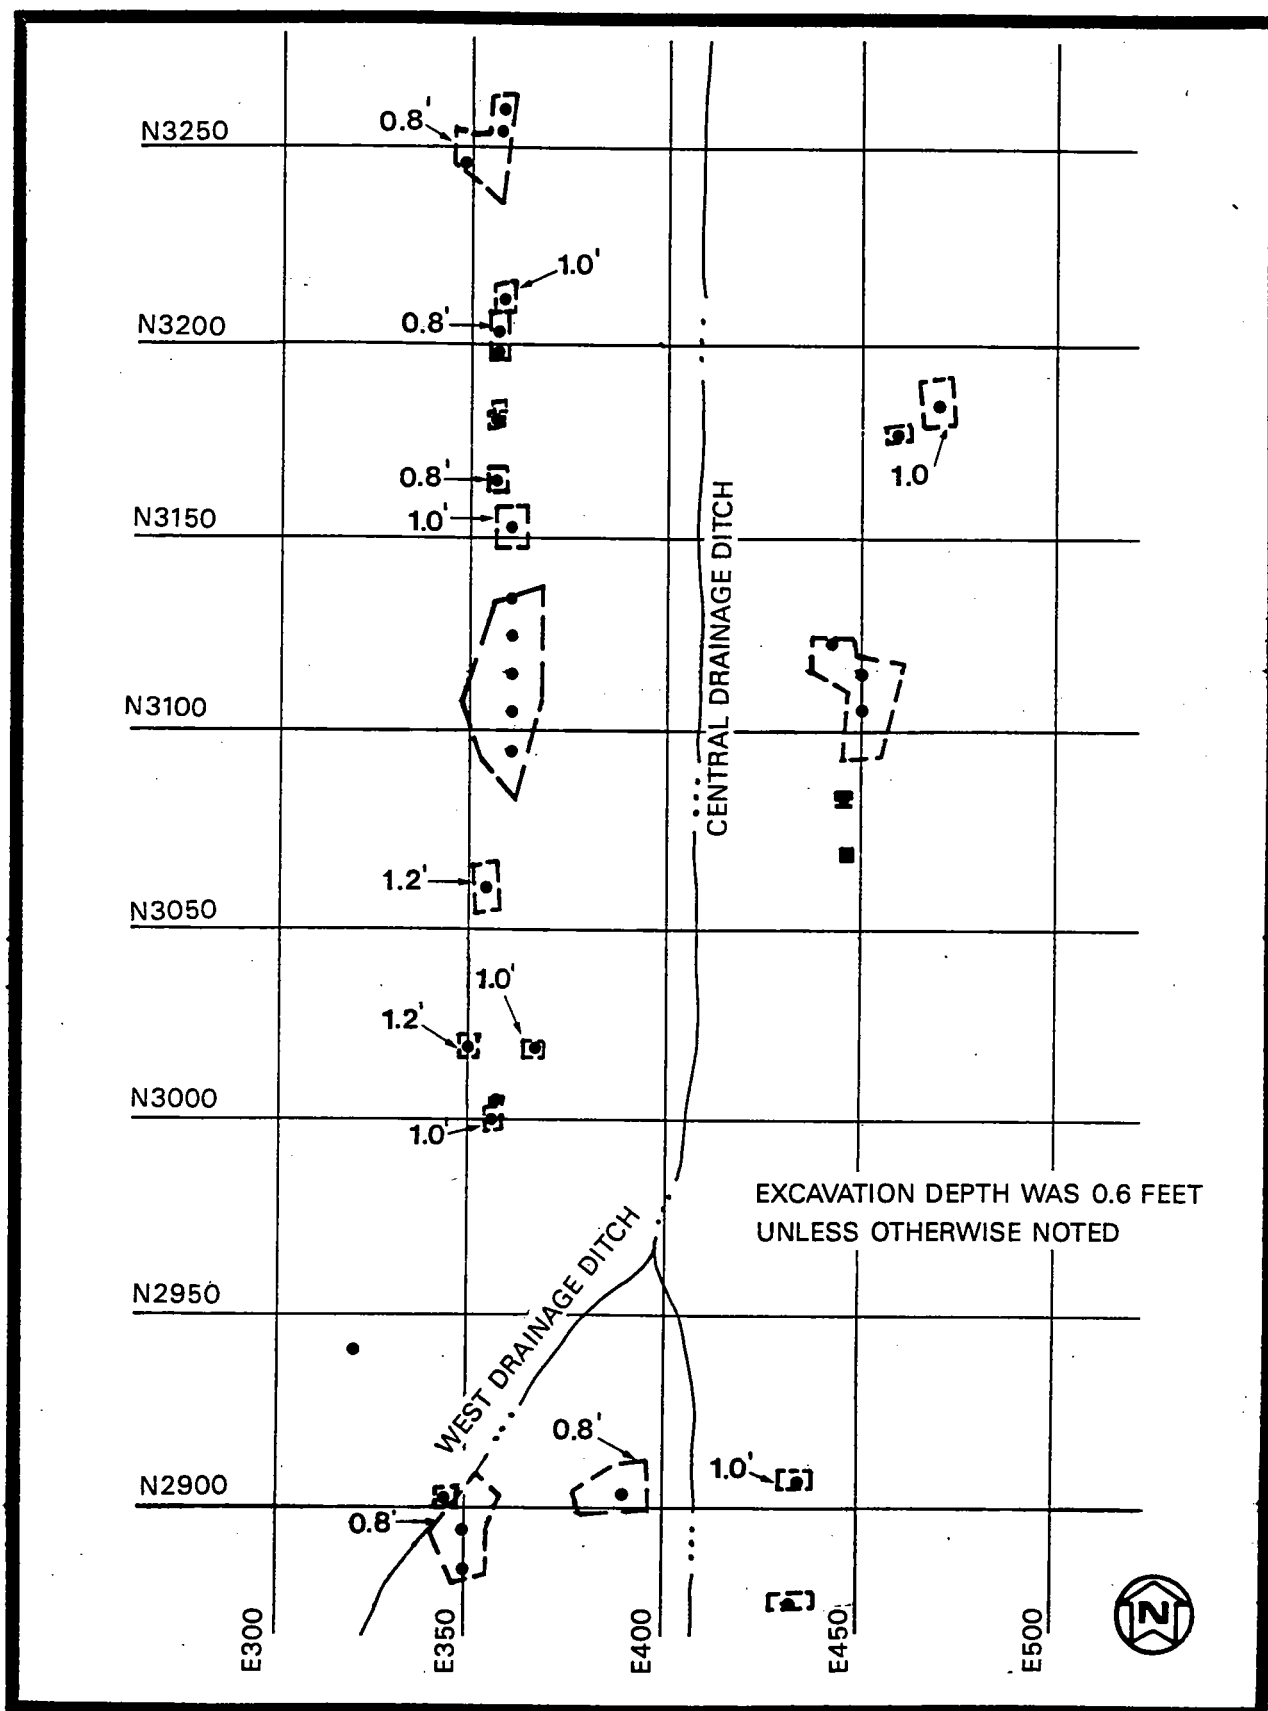 0.8'
N3250
1.0'
N3200
0.8'
0.8'
1.0
1.0'
N3150
CENTRAL DRAINAGE DITCH
N3100
1.2'
N3050
1.0'
1.2'
N3000
1.0'
EXCAVATION DEPTH WAS 0.6 FEET
UNLESS OTHERWISE NOTED
WEST DRAINAGE DITCH
N2950
0.8'
1.0'
N2900
0.8'
E300
E350
E400
E450
E500
N